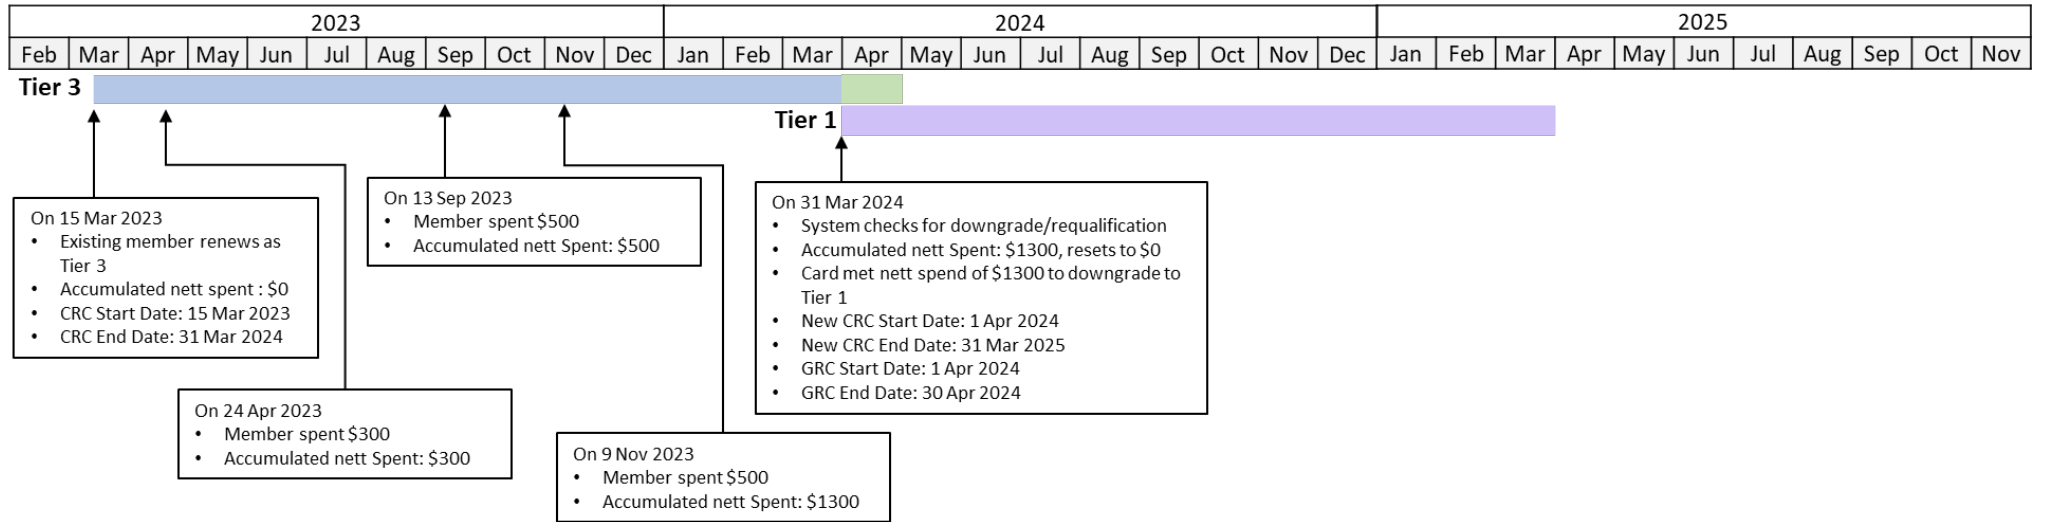 2023 2024 2025
Feb Mar Apr May Jun Jul Aug Sep Oct Nov Dec Jan Feb Mar Apr May Jun Jul Aug Sep Oct Nov Dec Jan Feb Mar Apr May Jun Jul Aug Sep Oct Nov
Tier 3
Tier 1
On 15 Mar 2023
• Existing member renews as
Tier 3
• Accumulated nett spent : $0
• CRC Start Date: 15 Mar 2023
• CRC End Date: 31 Mar 2024
On 24 Apr 2023
• Member spent $300
• Accumulated nett Spent: $300
On 13 Sep 2023
• Member spent $500
• Accumulated nett Spent: $500
On 9 Nov 2023
• Member spent $500
• Accumulated nett Spent: $1300
On 31 Mar 2024
• System checks for downgrade/requalification
• Accumulated nett Spent: $1300, resets to $0
• Card met nett spend of $1300 to downgrade to
Tier 1
• New CRC Start Date: 1 Apr 2024
• New CRC End Date: 31 Mar 2025
• GRC Start Date: 1 Apr 2024
• GRC End Date: 30 Apr 2024